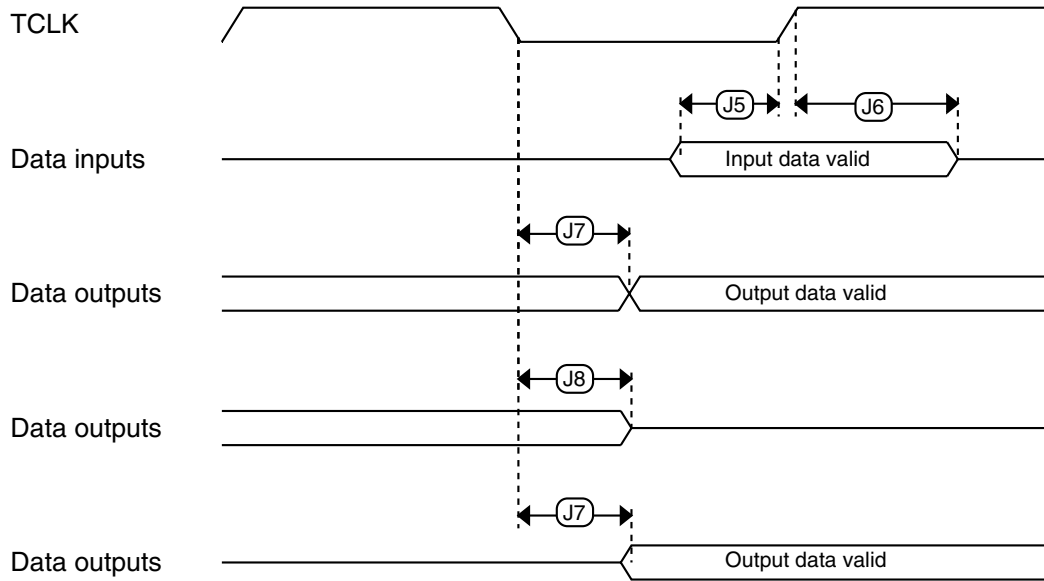 TCLK
J5
J6
Data inputs
Input data valid
J7
Data outputs
Output data valid
J8
Data outputs
J7
Data outputs
Output data valid